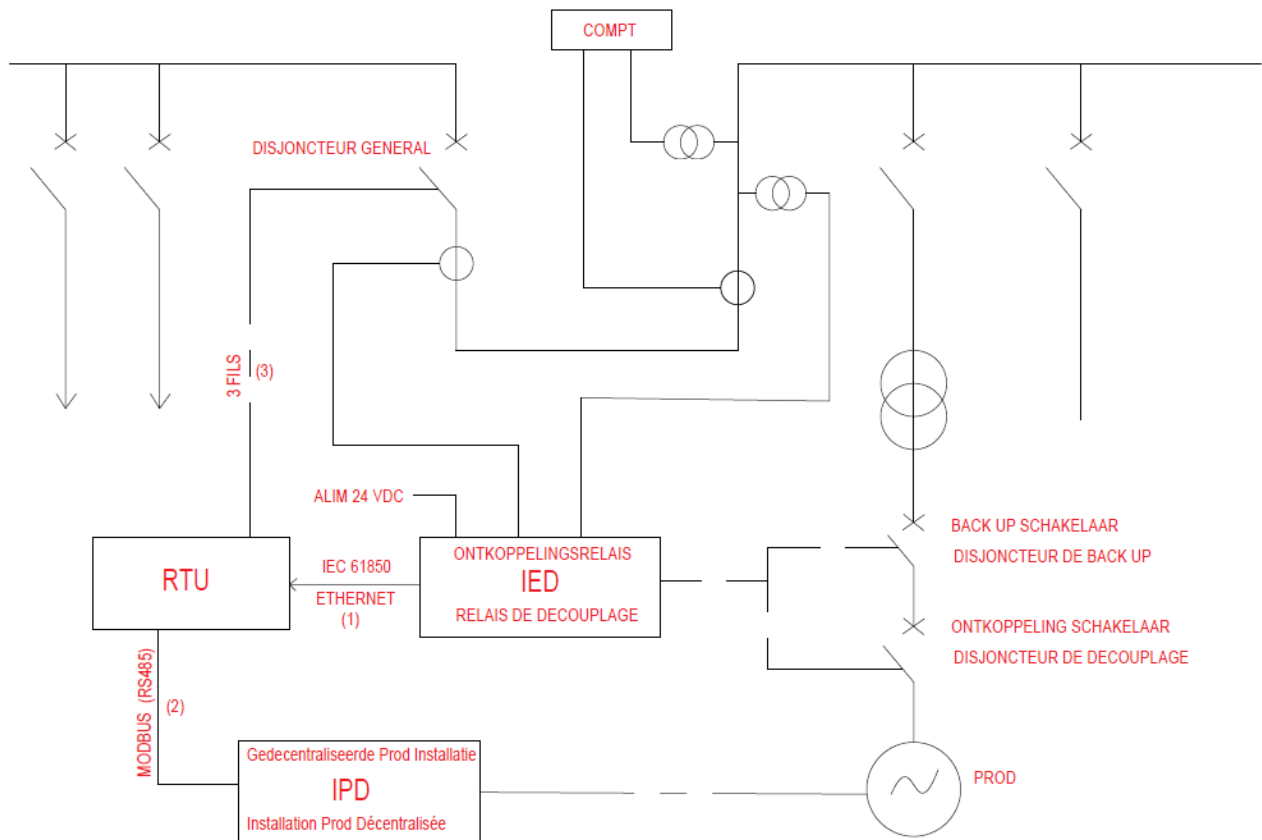 COMPT
DISJONCTEUR GENERAL
3 FILS
(3)
ALIM 24 VDC
RTU
IEC 61850
ETHERNET
(1)
ONTKOPPELINGSRELAIS
IED
RELAIS DE DECOUPLAGE
BACK UP SCHAKELAAR
DISJONCTEUR DE BACK UP
ONTKOPPELING SCHAKELAAR
DISJONCTEUR DE DECOUPLAGE
MODBUS (RS485)
(2)
Gedecentraliseerde Prod Installatie
IPD
Installation Prod Décentralisée
PROD